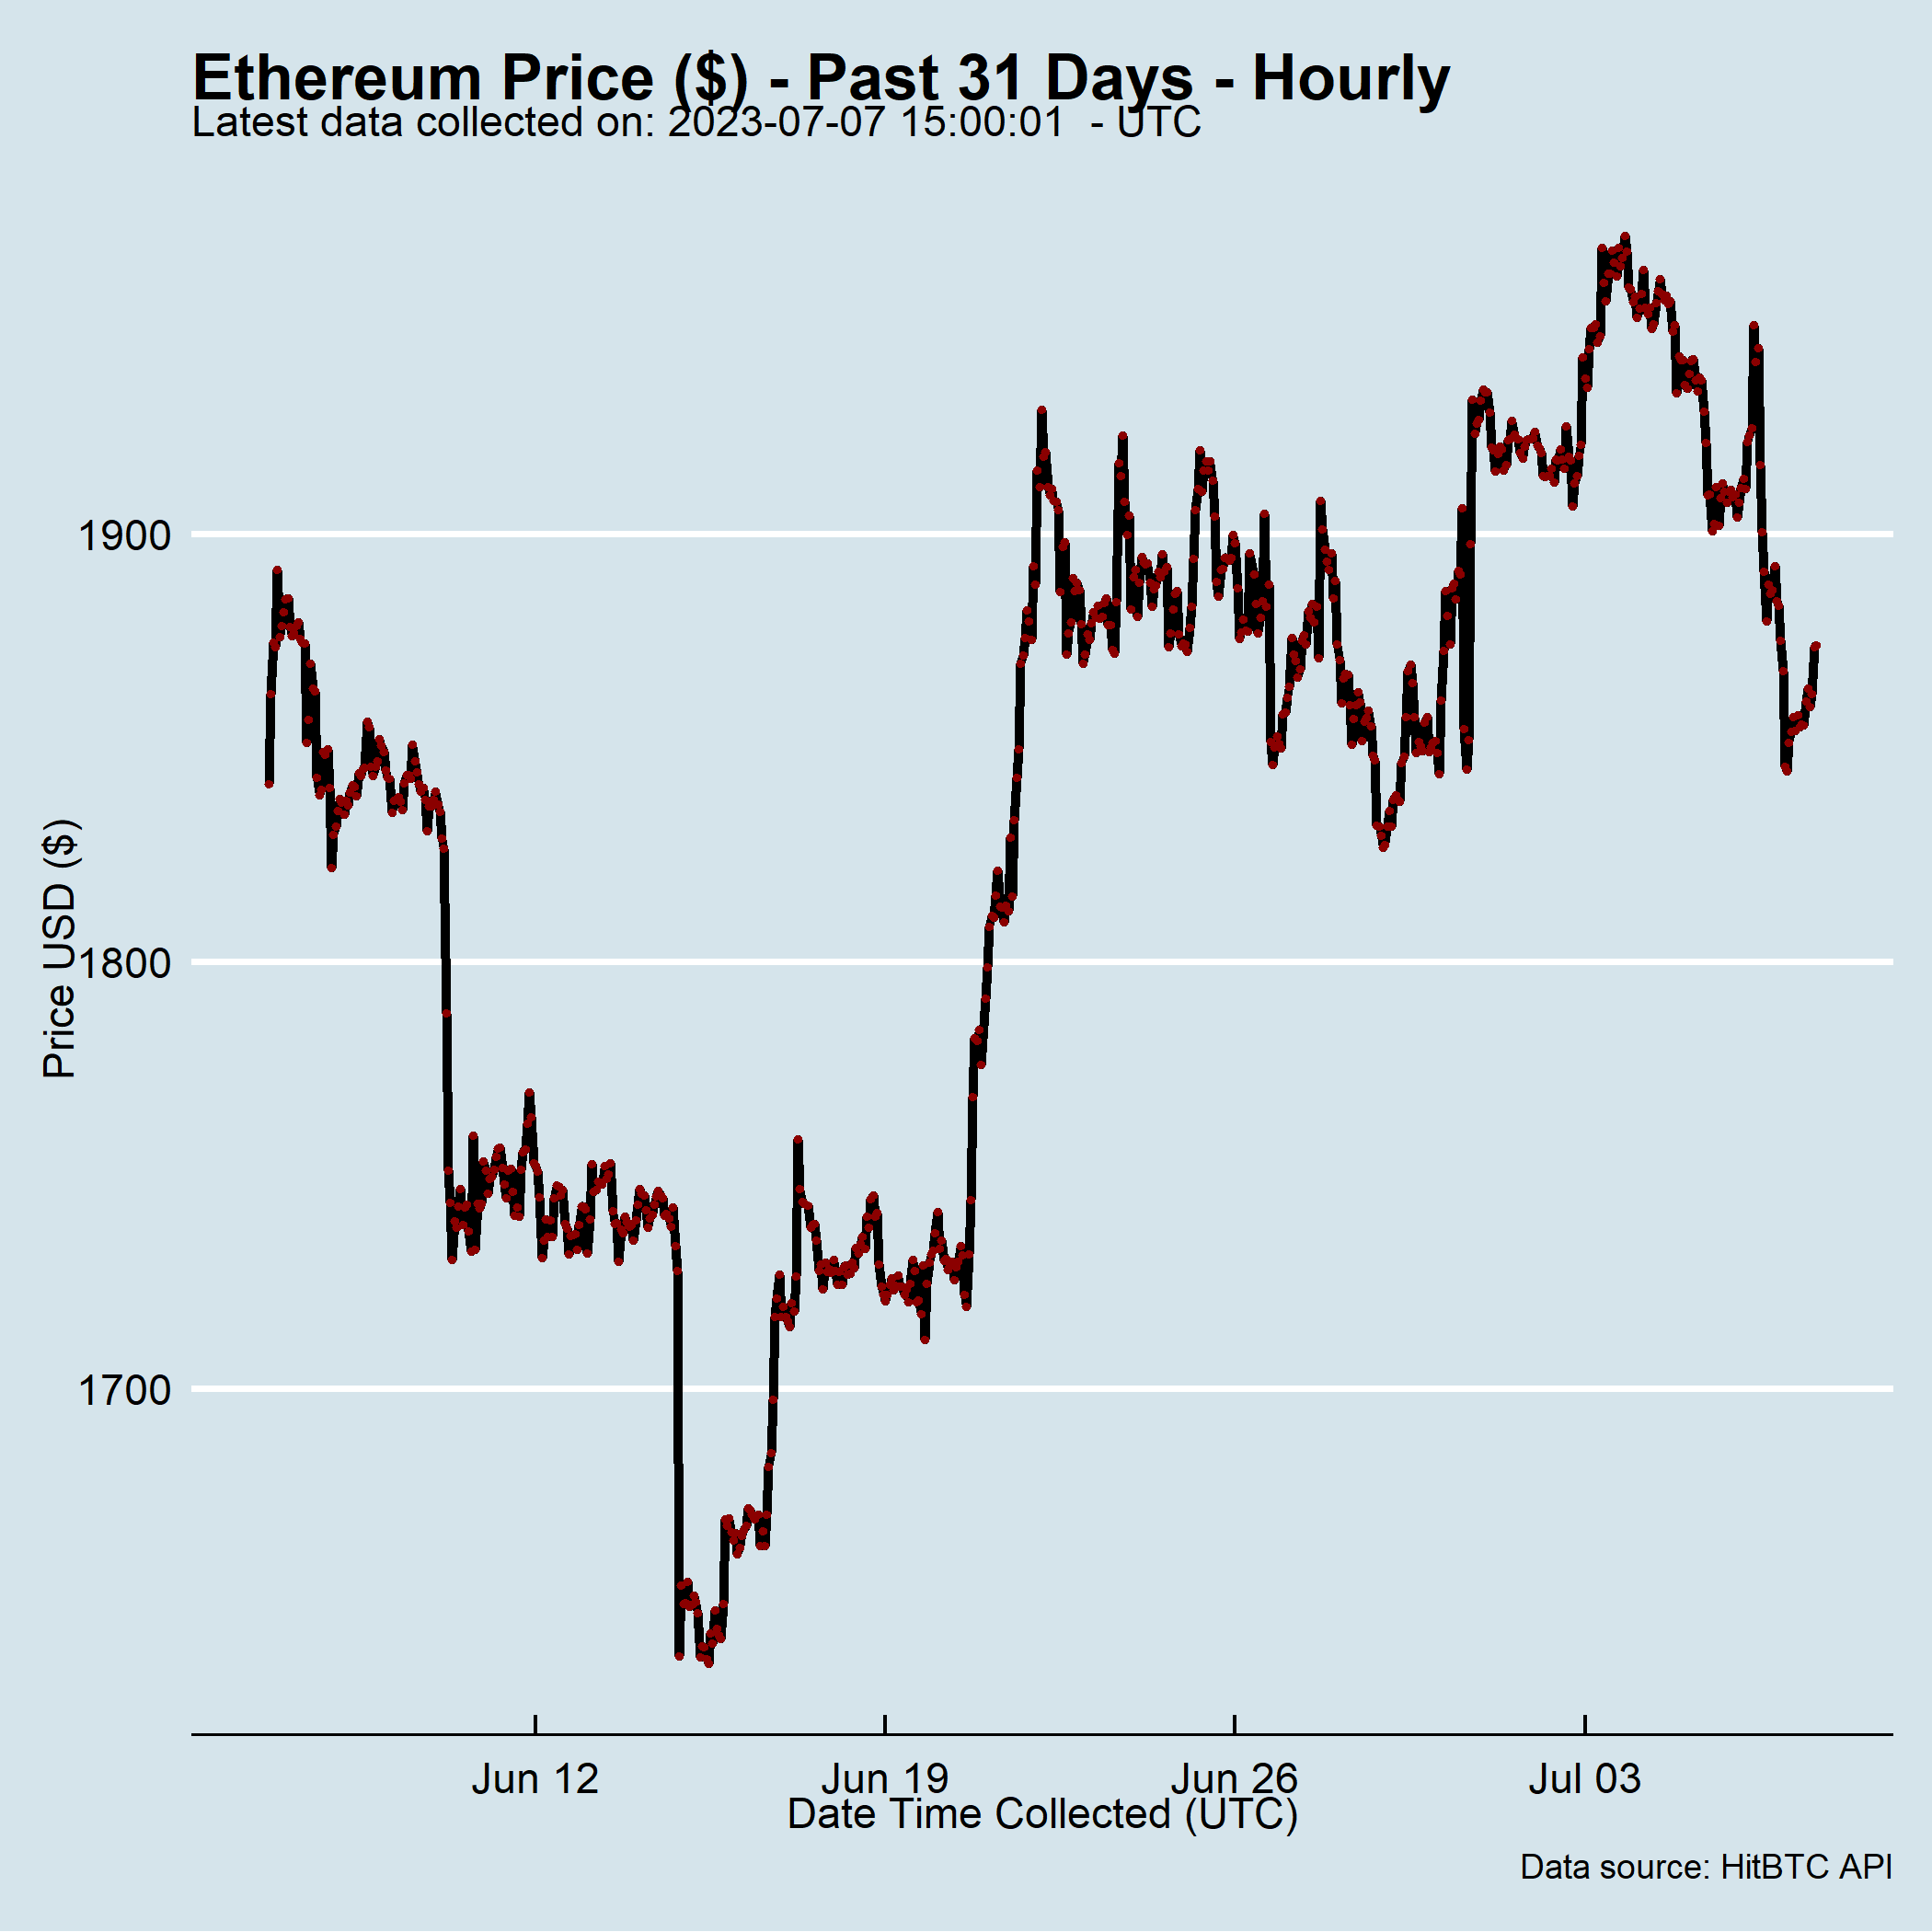 Ethereum Price ($) - Past 31 Days - Hourly
Latest data collected on: 2023-07-07 15:00:01  - UTC
Price USD ($)
1900
1800
1700
Jun 12
Jun 19
Jun 26
Jul 03
Date Time Collected (UTC)
Data source: HitBTC API